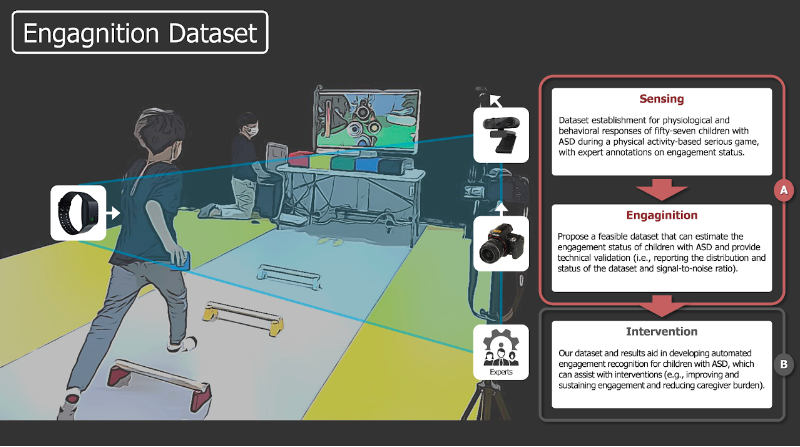 Engagnition Dataset
Sensing
Dataset establishment for physiological and
behavioral responses of fifty-seven children with
ASD during a physical activity-based serious game,
with expert annotations on engagement status.
A
Engaginition
Propose a feasible dataset that can estimate the
engagement status of children with ASD and provide
technical validation (i.e., reporting the distribution and
status of the dataset and signal-to-noise ratio).
Experts
Intervention
Our dataset and results aid in developing automated
engagement recognition for children with ASD, which
can assist with interventions (e.g., improving and
sustaining engagement and reducing caregiver burden).
B